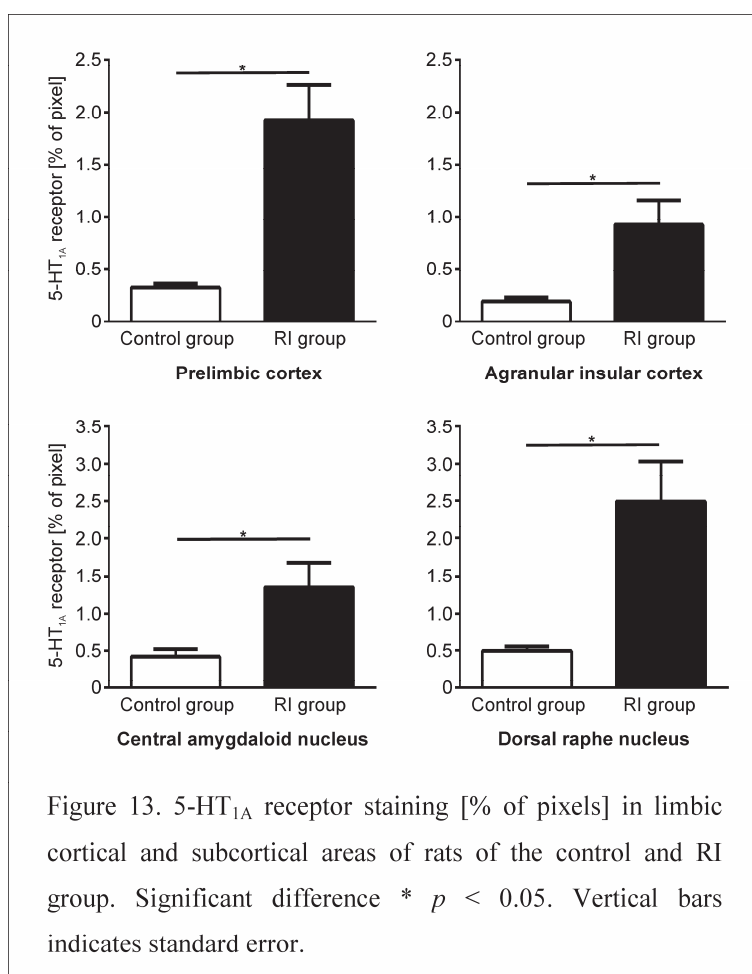 5-HT1A receptor [% of pixel]
2.5
2.0
1.5
1.0
0.5
0
*
Control group RI group
Prelimbic cortex
2.5
2.0
1.5
1.0
0.5
0
*
Control group RI group
Agranular insular cortex
5-HT1A receptor [% of pixel]
3.5
3.0
2.5
2.0
1.5
1.0
0.5
0
*
Control group RI group
Central amygdaloid nucleus
3.5
3.0
2.5
2.0
1.5
1.0
0.5
0
*
Control group RI group
Dorsal raphe nucleus
Figure 13. 5-HT1A receptor staining [% of pixels] in limbic
cortical and subcortical areas of rats of the control and RI
group. Significant difference * p < 0.05. Vertical bars
indicates standard error.